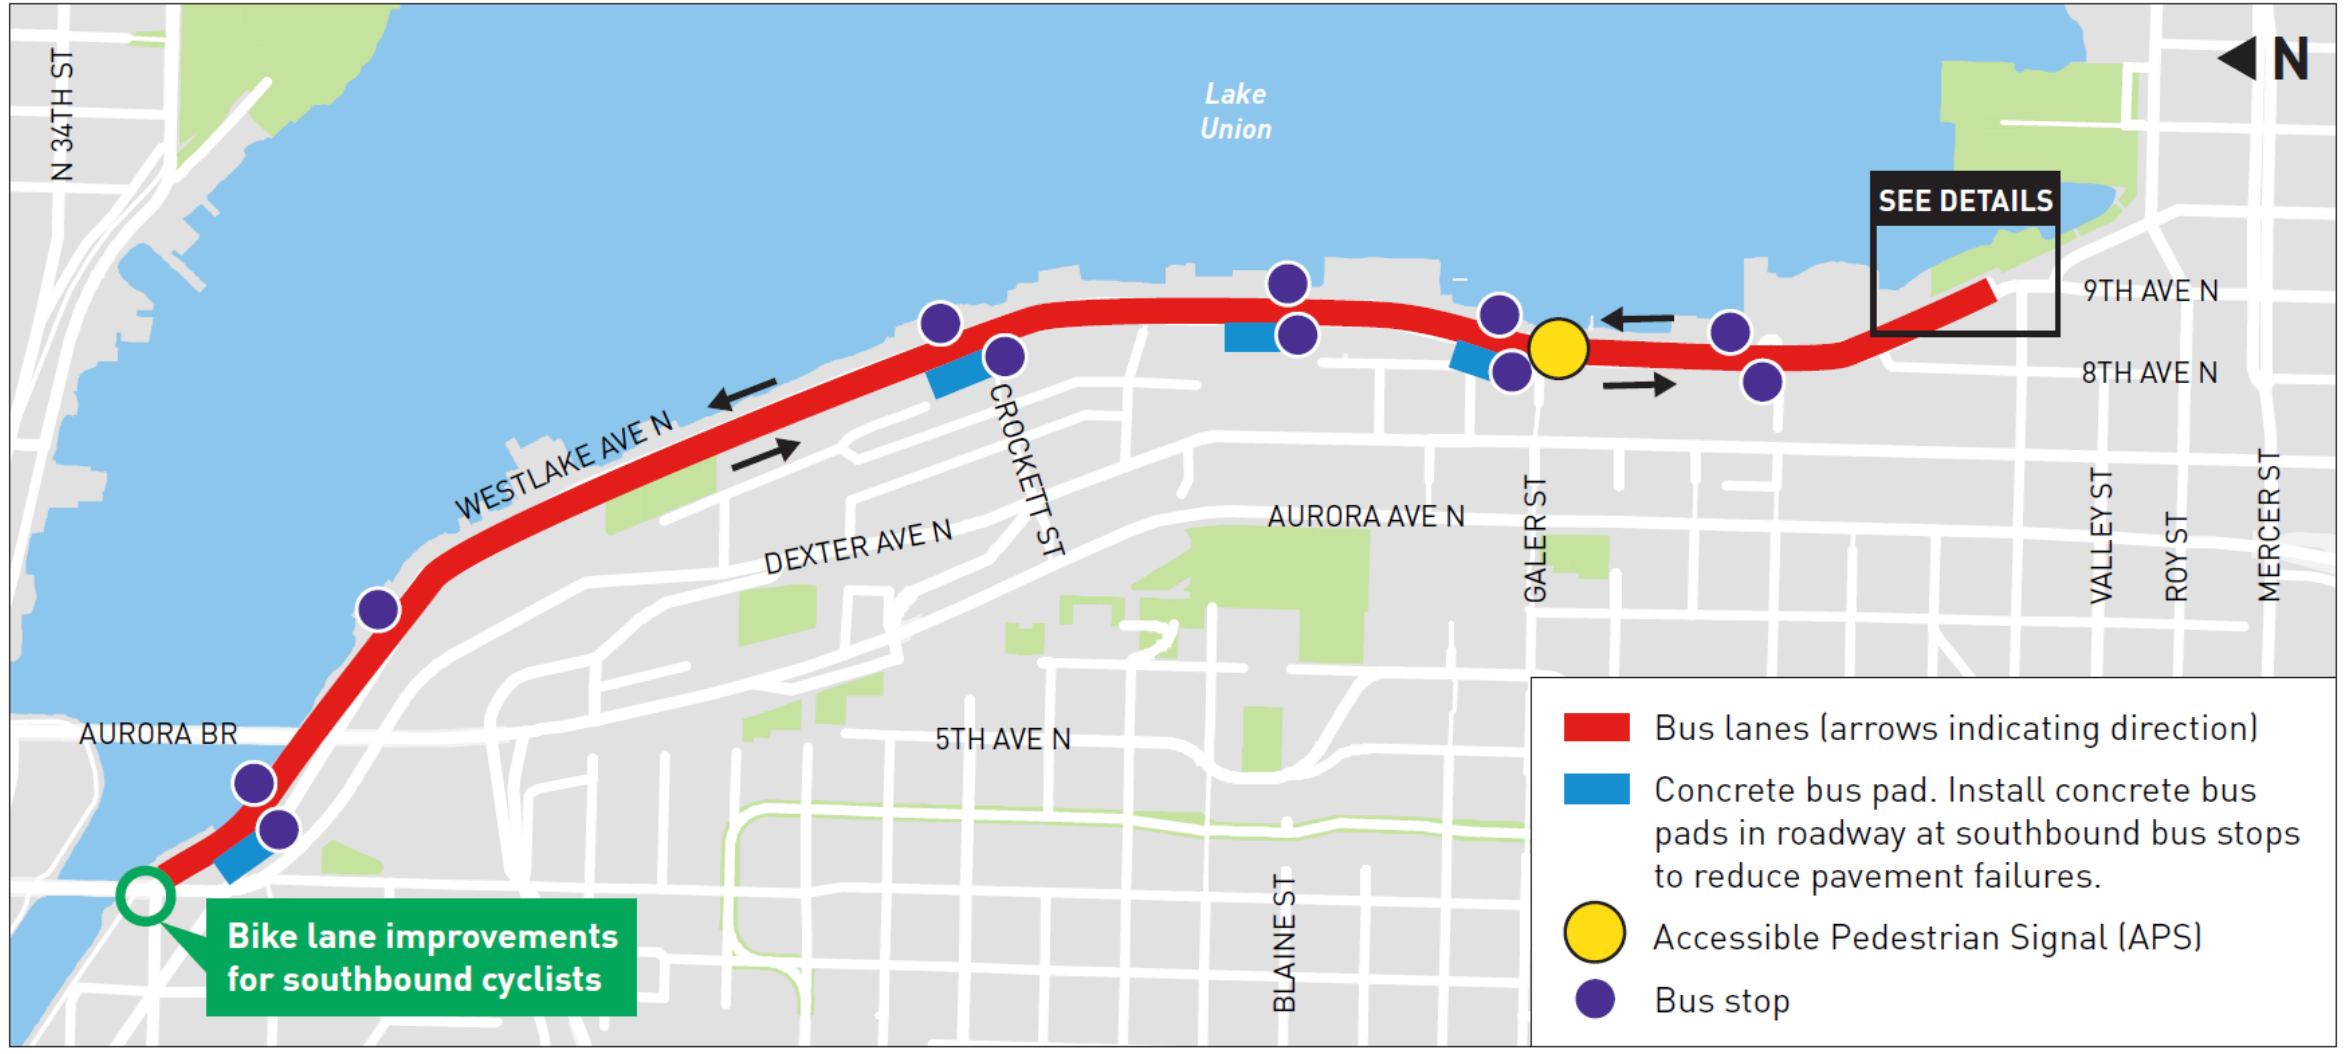 N 34TH ST
Lake
Union
N
SEE DETAILS
9TH AVE N
8TH AVE N
WESTLAKE AVE N
CROCKETT ST
DEXTER AVE N
AURORA AVE N
GALER ST
VALLEY ST
ROY ST
MERCER ST
AURORA BR
5TH AVE N
BLAINE ST
Bike lane improvements
for southbound cyclists
Bus lanes (arrows indicating direction)
Concrete bus pad. Install concrete bus
pads in roadway at southbound bus stops
to reduce pavement failures.
Accessible Pedestrian Signal (APS)
Bus stop